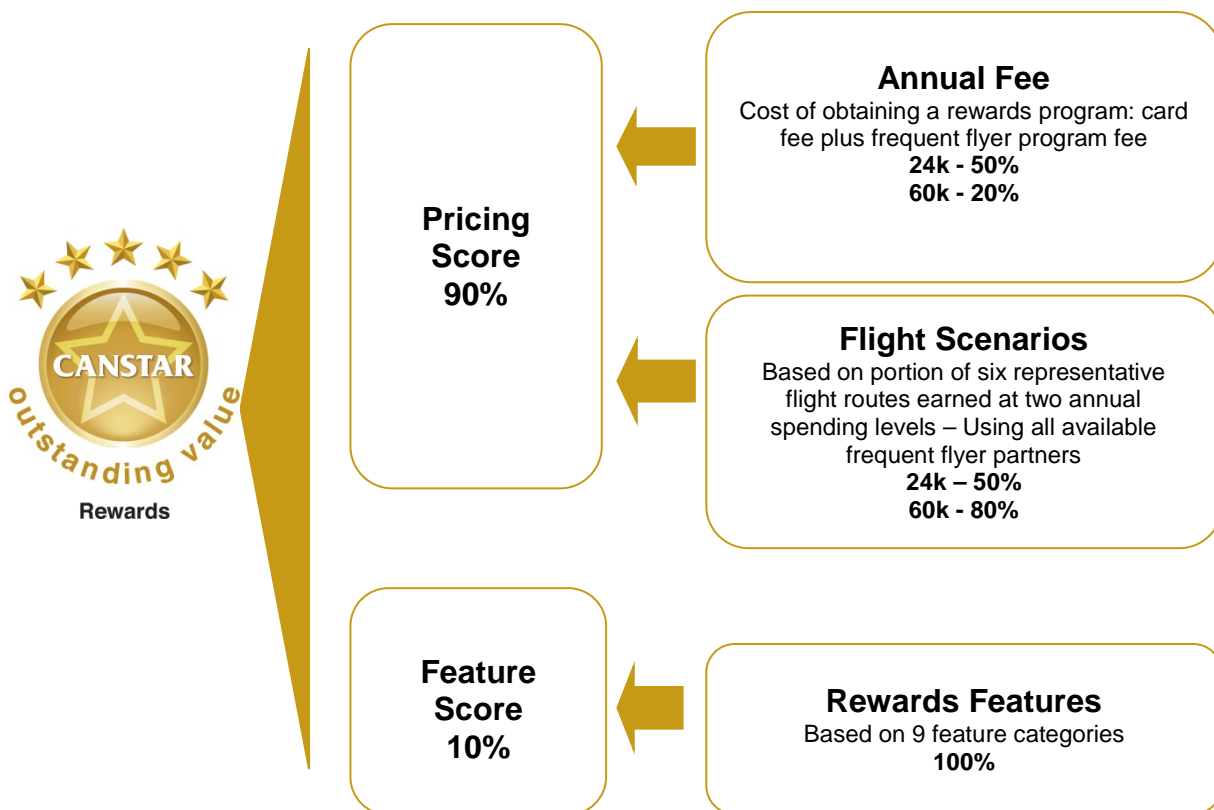 CANSTAR
outstanding value
Rewards
Pricing
Score
90%
Annual Fee
Cost of obtaining a rewards program: card
fee plus frequent flyer program fee
24k - 50%
60k - 20%
Flight Scenarios
Based on portion of six representative
flight routes earned at two annual
spending levels – Using all available
frequent flyer partners
24k – 50%
60k - 80%
Feature
Score
10%
Rewards Features
Based on 9 feature categories
100%